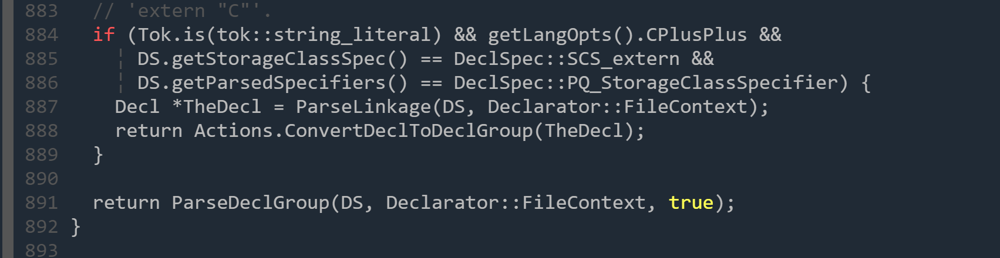 883 // 'extern "C"'.
884 if (Tok.is(tok::string_literal) && getLangOpts().CPlusPlus &&
885 DS.getStorageClassSpec() == DeclSpec::SCS_extern &&
886 DS.getParsedSpecifiers() == DeclSpec::PQ_StorageClassSpecifier) {
887 Decl *TheDecl = ParseLinkage(DS, Declarator::FileContext);
888 return Actions.ConvertDeclToDeclGroup(TheDecl);
889 }
890
891 return ParseDeclGroup(DS, Declarator::FileContext, true);
892 }
893